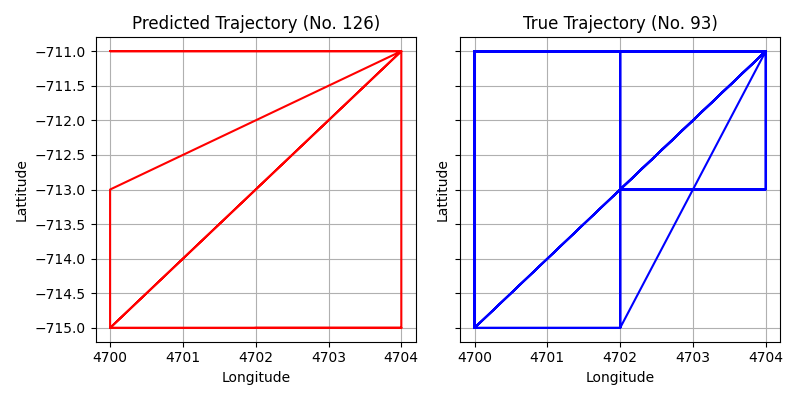 Predicted Trajectory (No. 126)
True Trajectory (No. 93)
−711.0
−711.5
−712.0
−712.5
−713.0
−713.5
−714.0
−714.5
−715.0
Lattitude
Lattitude
4700 4701 4702 4703 4704
4700 4701 4702 4703 4704
Longitude
Longitude